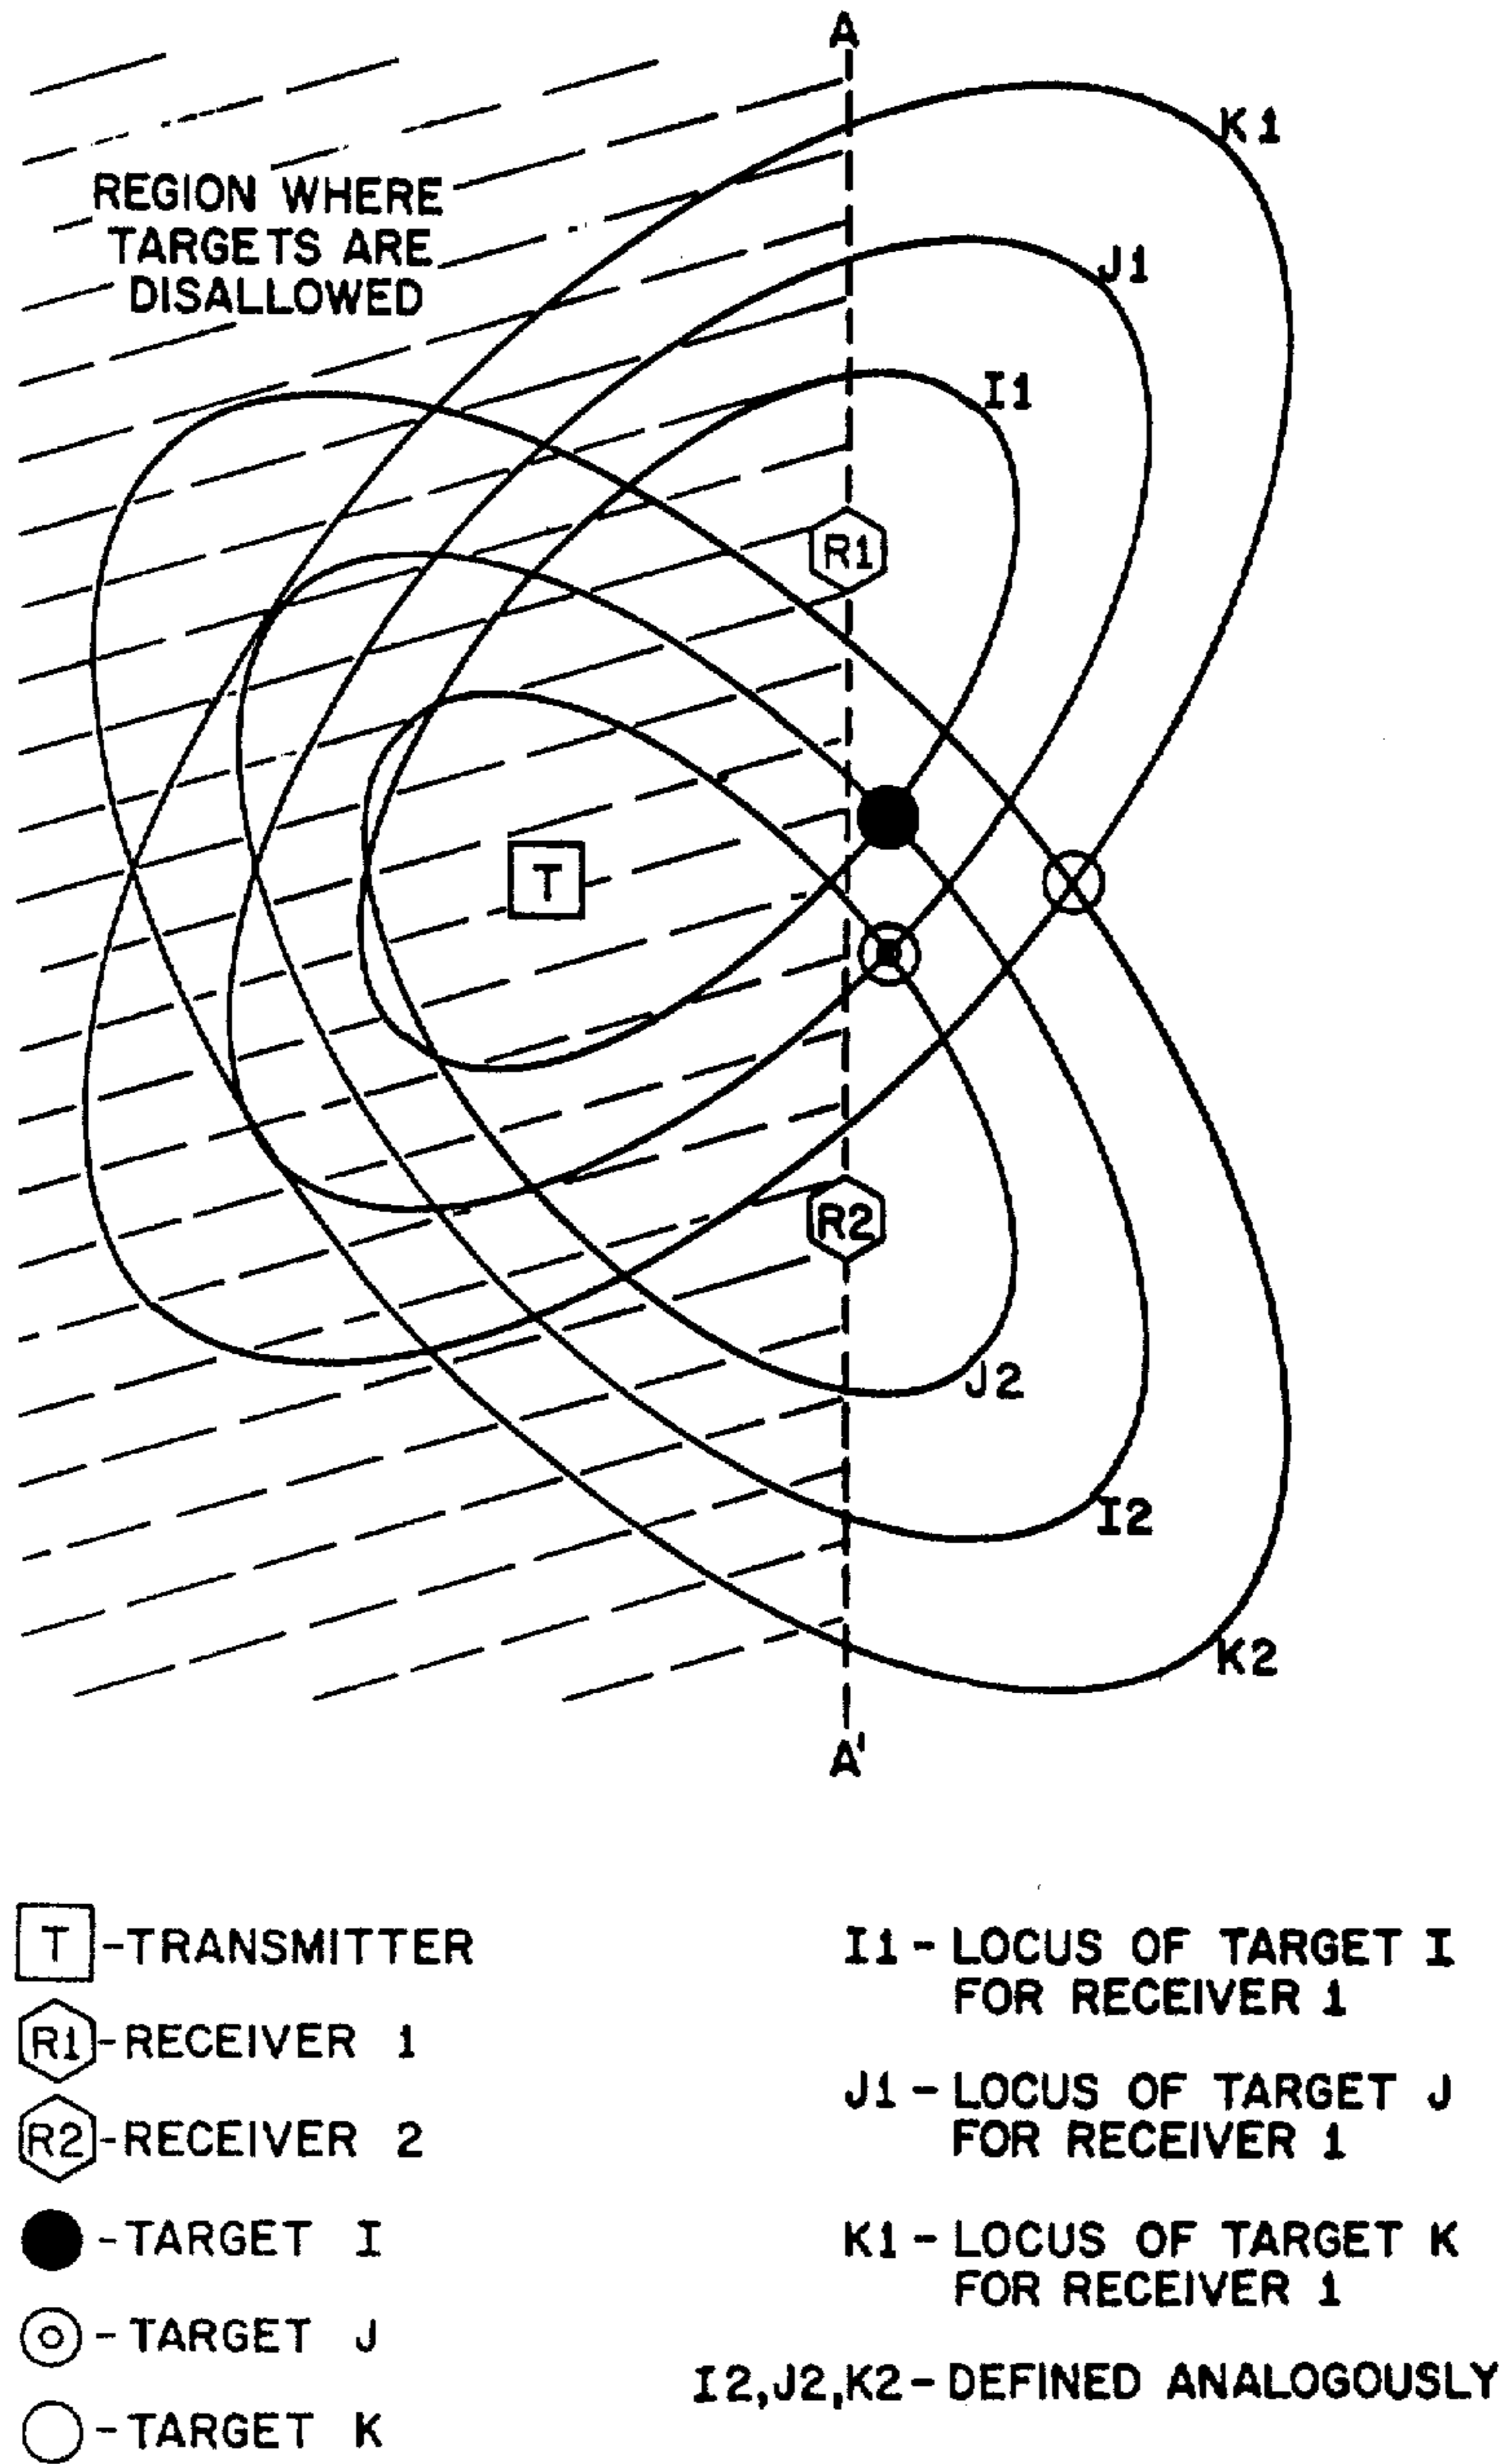 A
K1
REGION WHERE
TARGETS ARE
DISALLOWED
J1
I1
R1
T
R2
J2
I2
K2
A'
T -TRANSMITTER
R1 -RECEIVER 1
R2 -RECEIVER 2
-TARGET I
-TARGET J
-TARGET K
I1- LOCUS OF TARGET I
FOR RECEIVER 1
J1- LOCUS OF TARGET J
FOR RECEIVER 1
K1- LOCUS OF TARGET K
FOR RECEIVER 1
I2,J2,K2- DEFINED ANALOGOUSLY